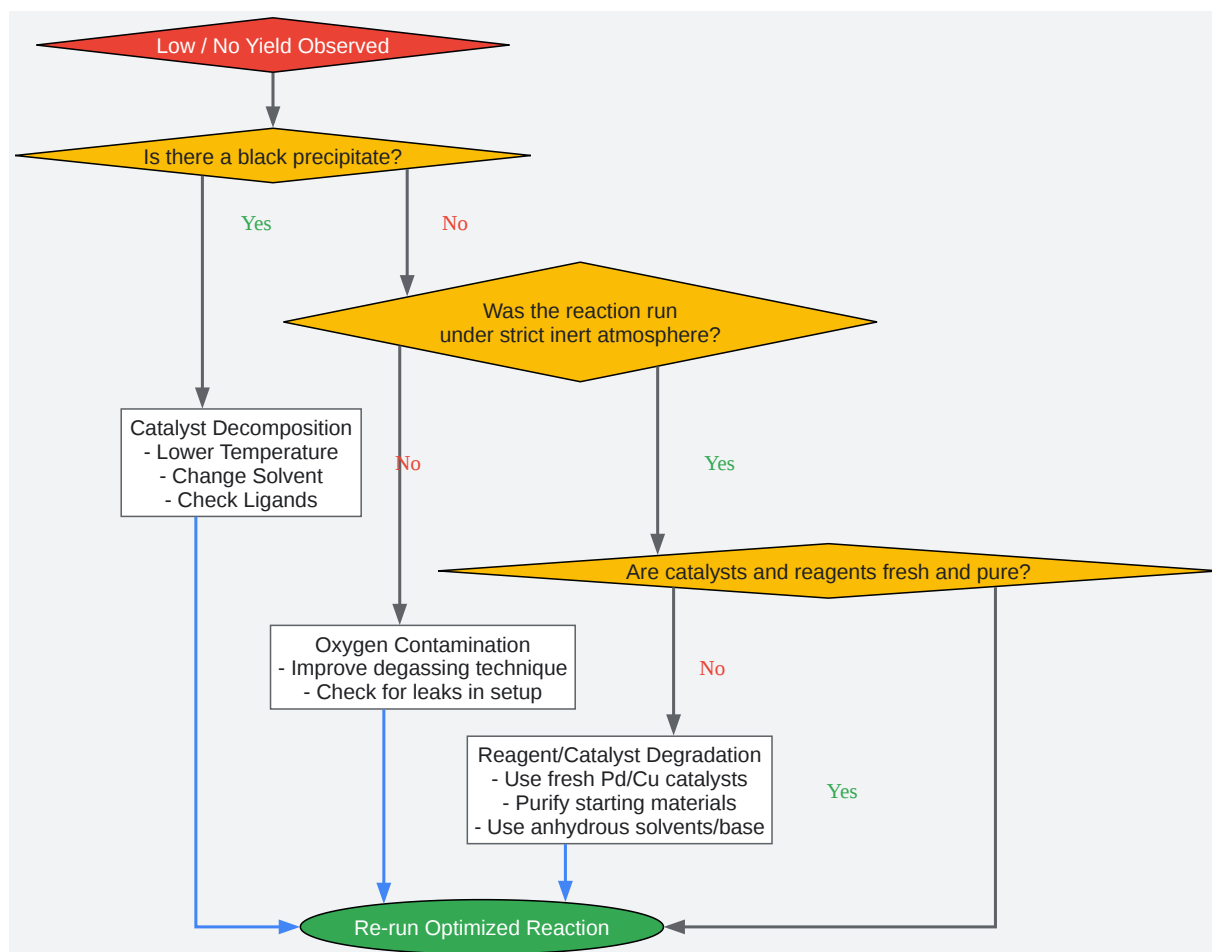 Low / No Yield Observed
Is there a black precipitate?
Yes
No
Was the reaction run
under strict inert atmosphere?
Catalyst Decomposition
- Lower Temperature
- Change Solvent
- Check Ligands
No
Yes
Are catalysts and reagents fresh and pure?
Oxygen Contamination
- Improve degassing technique
- Check for leaks in setup
No
Reagent/Catalyst Degradation
- Use fresh Pd/Cu catalysts
- Purify starting materials
- Use anhydrous solvents/base
Yes
Re-run Optimized Reaction